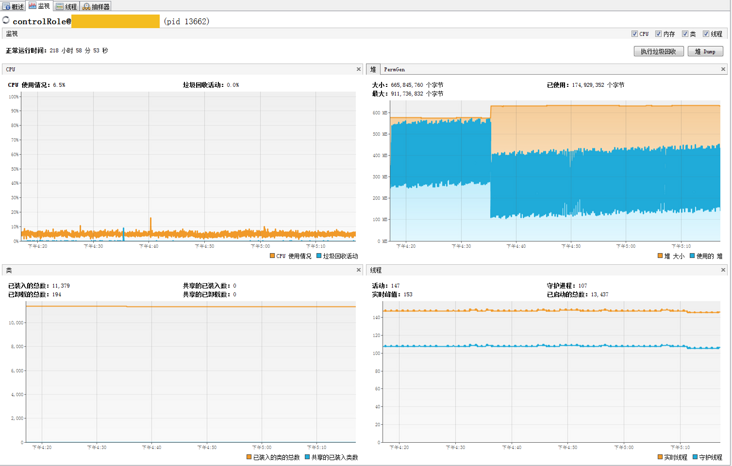 概述 监视 线程 抽样器
controlRole@ (pid 13662)
监视
CPU 内存 类 线程
正常运行时间: 218 小时 58 分 53 秒
执行垃圾回收 堆 Dump
CPU
CPU 使用情况: 6.5% 垃圾回收活动: 0.0%
100%
90%
80%
70%
60%
50%
40%
30%
20%
10%
0%
下午4:20 下午4:30 下午4:40 下午4:50 下午5:00 下午5:10
CPU 使用情况 垃圾回收活动
堆 PermGen
大小: 665,845,760 个字节 已使用: 174,929,352 个字节
最大: 911,736,832 个字节
600 MB
500 MB
400 MB
300 MB
200 MB
100 MB
0 MB
下午4:20 下午4:30 下午4:40 下午4:50 下午5:00 下午5:10
堆 大小 使用的 堆
类
已装入的总数: 11,379 共享的已装入数: 0
已卸载的总数: 194 共享的已卸载数: 0
10,000
8,000
6,000
4,000
2,000
0
下午4:20 下午4:30 下午4:40 下午4:50 下午5:00 下午5:10
已装入的类的总数 共享的已装入类数
线程
活动: 147 守护进程: 107
实时峰值: 153 已启动的总数: 13,437
140
120
100
80
60
40
20
0
下午4:20 下午4:30 下午4:40 下午4:50 下午5:00 下午5:10
实时线程 守护线程